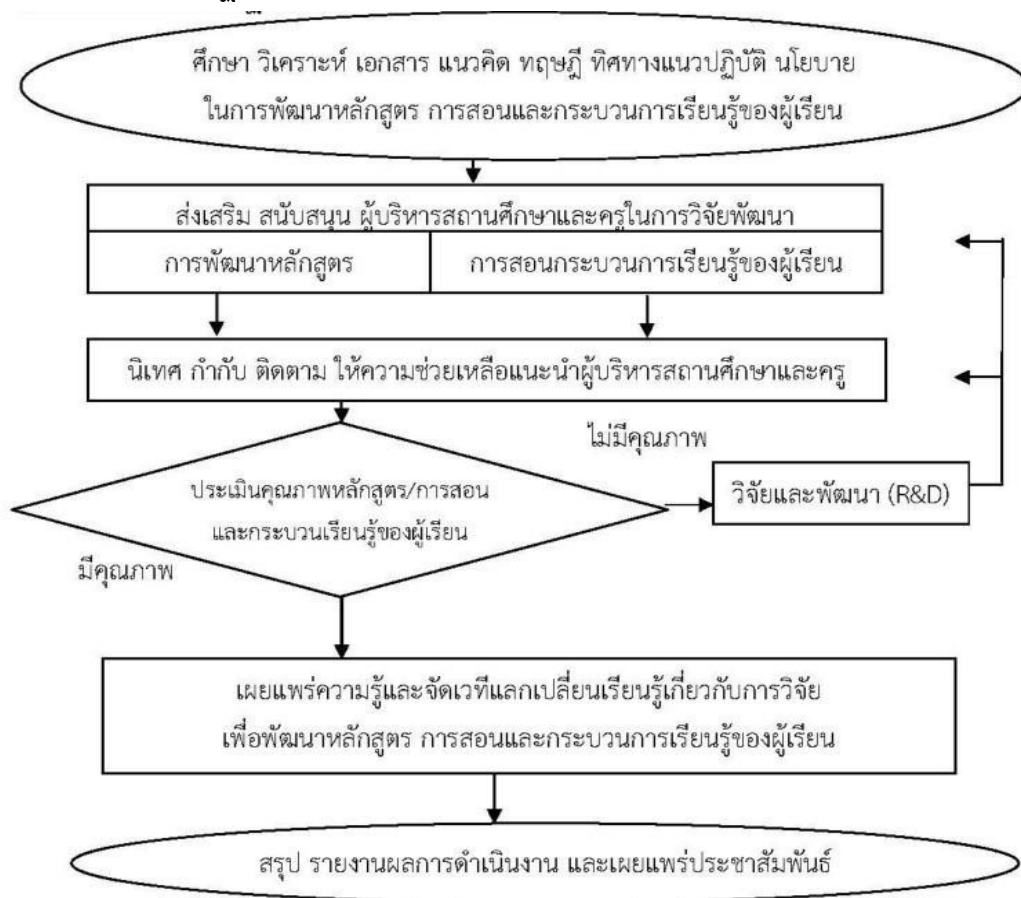 ศึกษา วิเคราะห์ เอกสาร แนวคิด ทฤษฎี ทิศทางแนวปฏิบัติ นโยบาย
ในการพัฒนาหลักสูตร การสอนและกระบวนการเรียนรู้ของผู้เรียน
ส่งเสริม สนับสนุน ผู้บริหารสถานศึกษาและครูในการวิจัยพัฒนา
การพัฒนาหลักสูตร
การสอนกระบวนการเรียนรู้ของผู้เรียน
นิเทศ กำกับ ติดตาม ให้ความช่วยเหลือแนะนำผู้บริหารสถานศึกษาและครู
ไม่มีคุณภาพ
ประเมินคุณภาพหลักสูตร/การสอน
และกระบวนเรียนรู้ของผู้เรียน
วิจัยและพัฒนา (R&D)
มีคุณภาพ
เผยแพร่ความรู้และจัดเวทีแลกเปลี่ยนเรียนรู้เกี่ยวกับการวิจัย
เพื่อพัฒนาหลักสูตร การสอนและกระบวนการเรียนรู้ของผู้เรียน
สรุป รายงานผลการดำเนินงาน และเผยแพร่ประชาสัมพันธ์